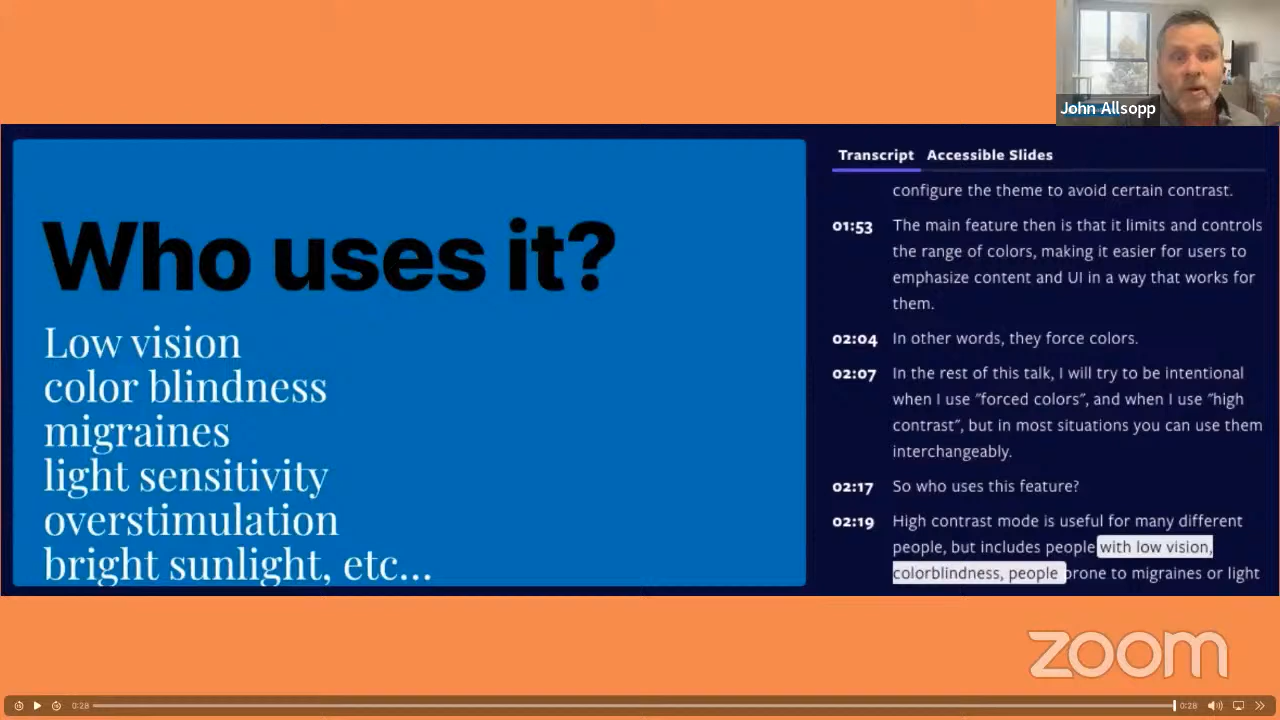 John Allsopp
Who uses it?
Low vision
color blindness
migraines
light sensitivity
overstimulation
bright sunlight, etc...
Transcript Accessible Slides
configure the theme to avoid certain contrast.
01:53 The main feature then is that it limits and controls
the range of colors, making it easier for users to
emphasize content and UI in a way that works for
them.
02:04 In other words, they force colors.
02:07 In the rest of this talk, I will try to be intentional
when I use "forced colors", and when I use "high
contrast", but in most situations you can use them
interchangeably.
02:17 So who uses this feature?
02:19 High contrast mode is useful for many different
people, but includes people with low vision,
colorblindness, people prone to migraines or light
zoom
0:28
0:28